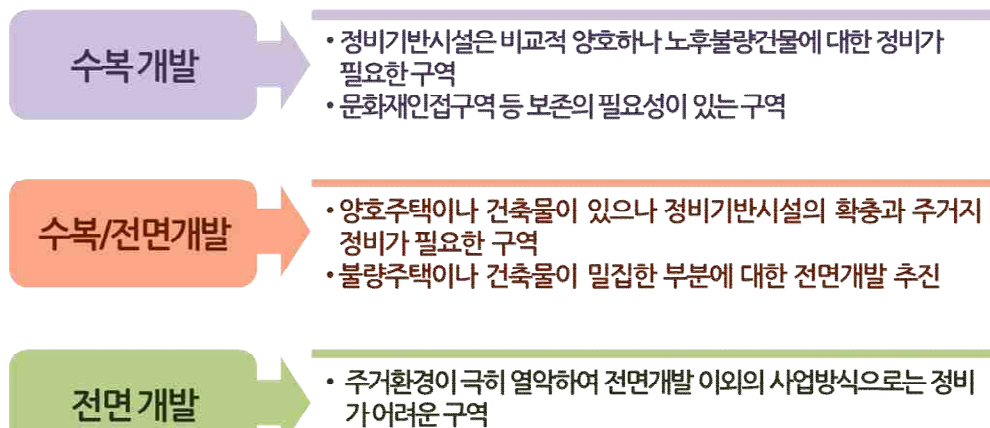 수복 개발
• 정비기반시설은 비교적 양호하나 노후불량건물에 대한 정비가
필요한 구역
• 문화재인접구역 등 보존의 필요성이 있는 구역
수복/전면개발
• 양호주택이나 건축물이 있으나 정비기반시설의 확충과 주거지
정비가 필요한 구역
• 불량주택이나 건축물이 밀집한 부분에 대한 전면개발 추진
전면 개발
• 주거환경이 극히 열악하여 전면개발 이외의 사업방식으로는 정비
가 어려운 구역